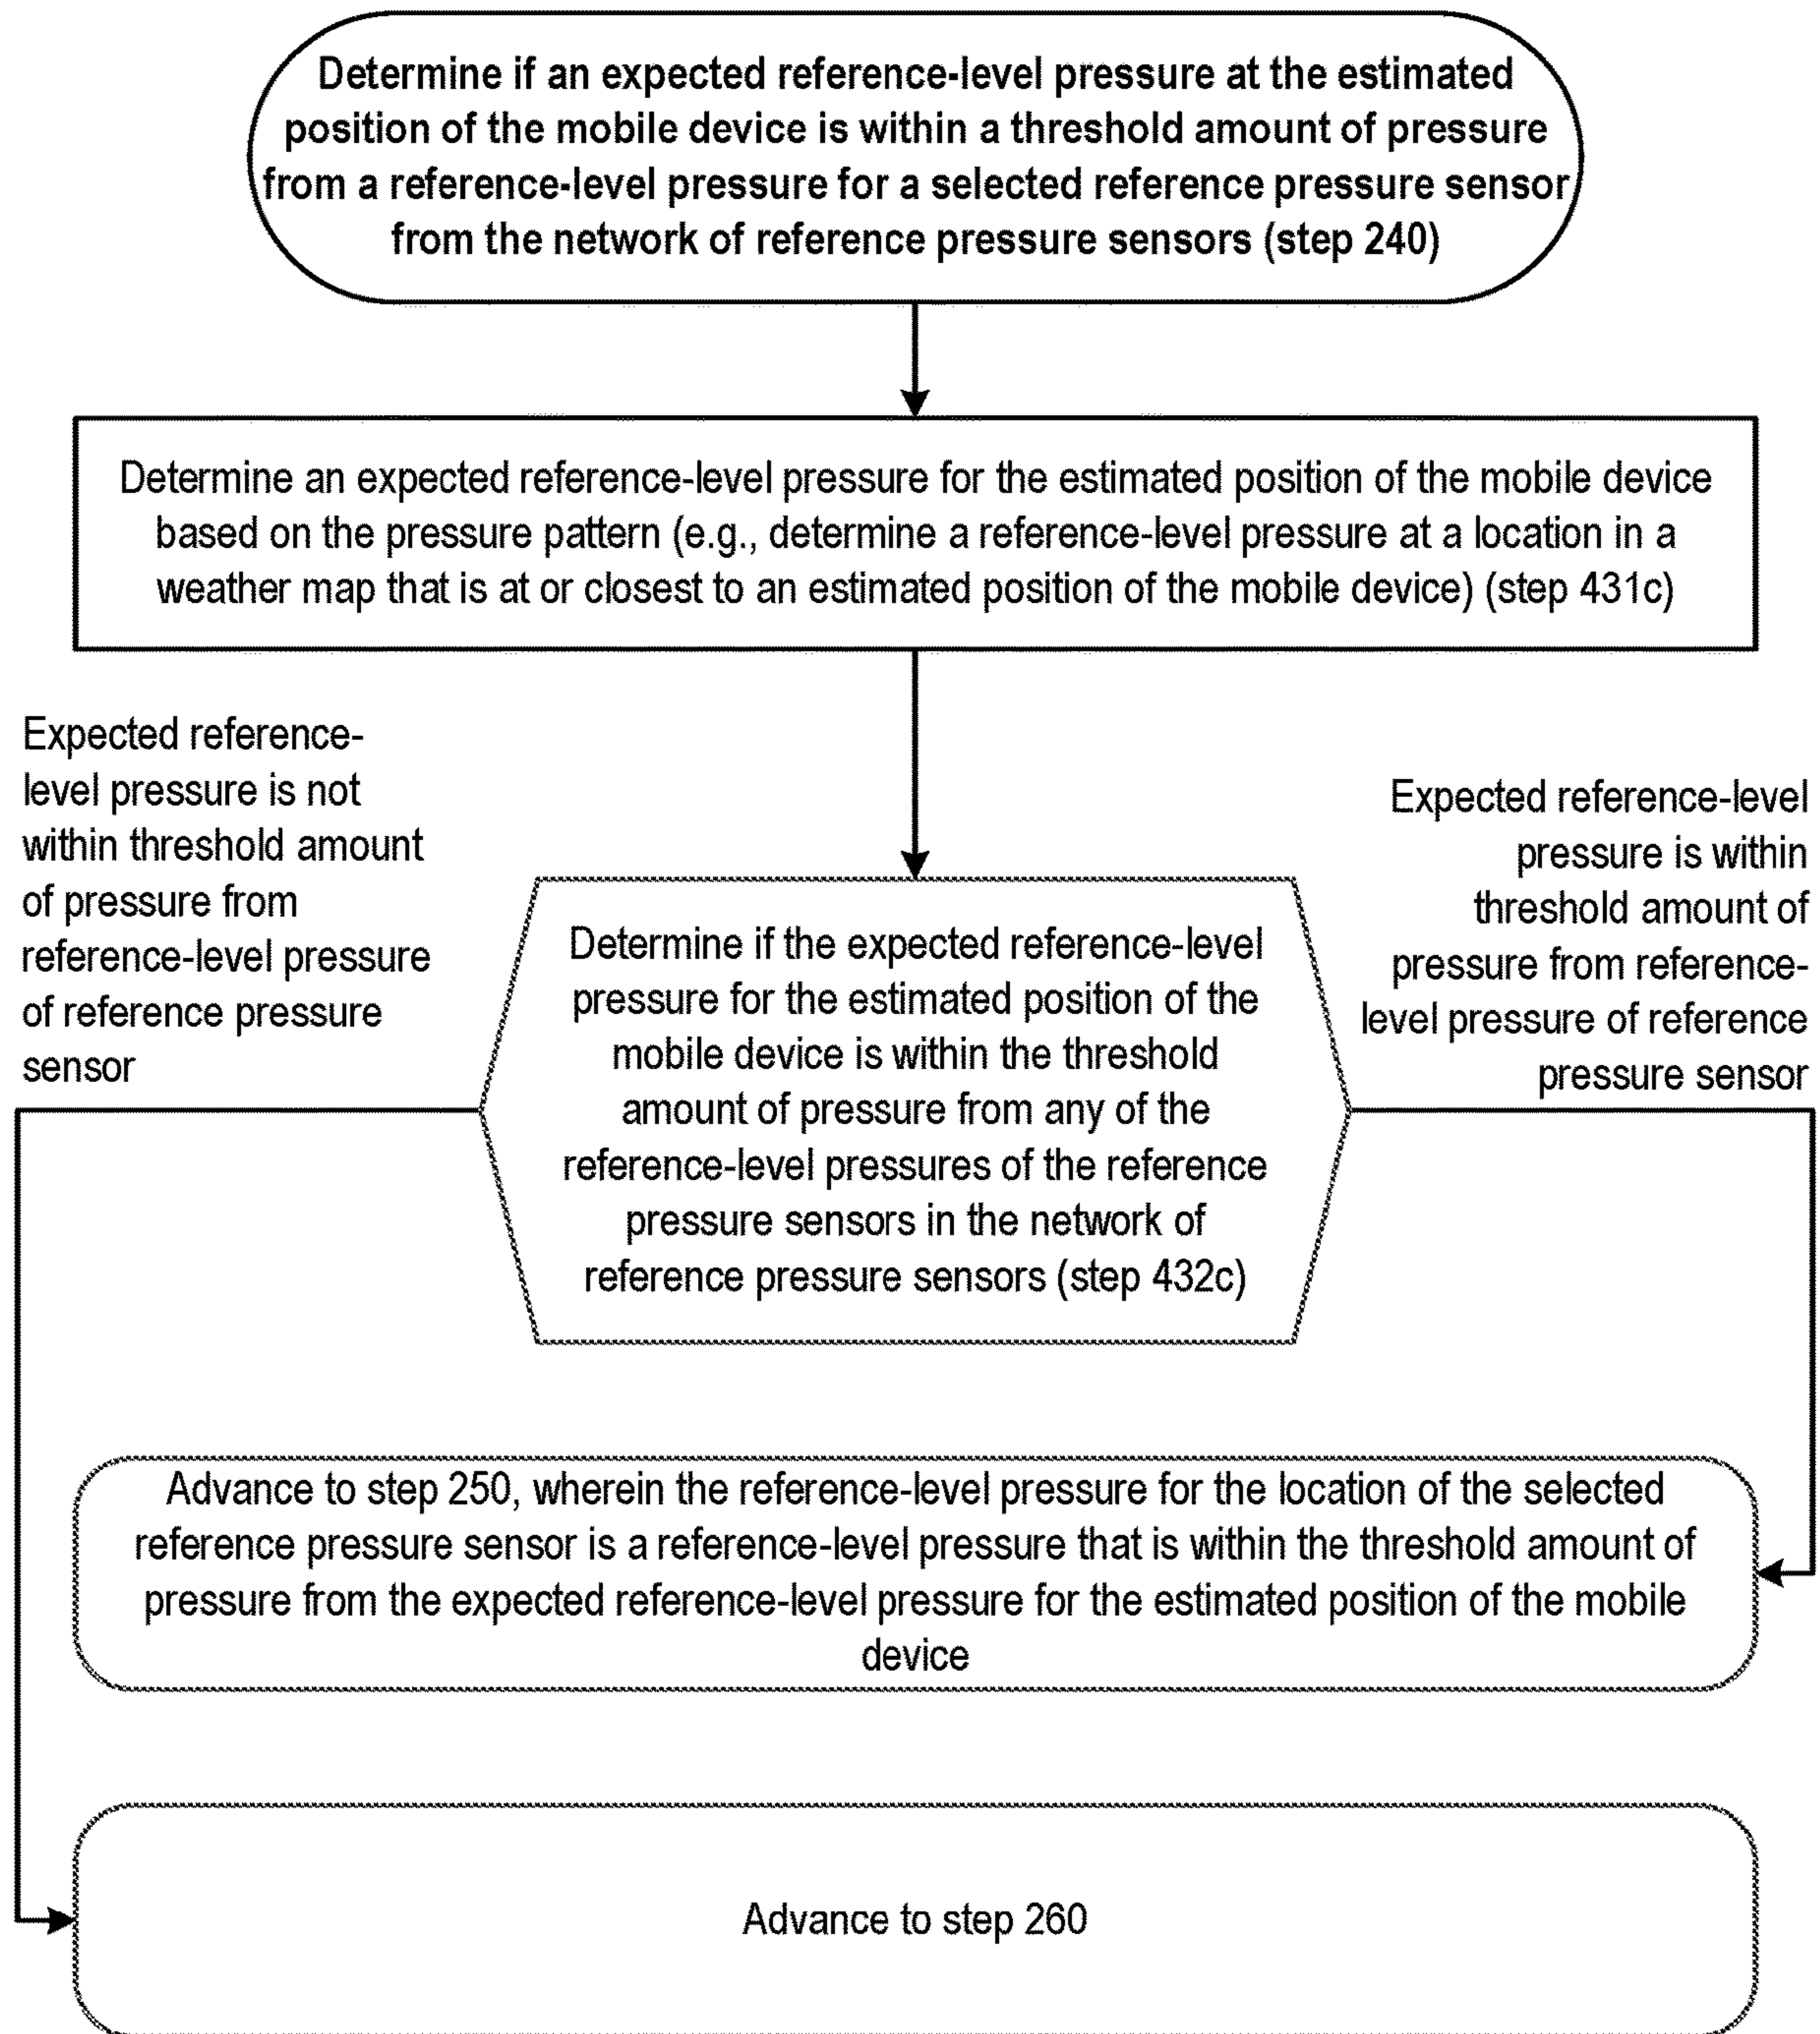 Determine if an expected reference-level pressure at the estimated
position of the mobile device is within a threshold amount of pressure
from a reference-level pressure for a selected reference pressure sensor
from the network of reference pressure sensors (step 240)
Determine an expected reference-level pressure for the estimated position of the mobile device
based on the pressure pattern (e.g., determine a reference-level pressure at a location in a
weather map that is at or closest to an estimated position of the mobile device) (step 431c)
Expected reference-
level pressure is not
within threshold amount
of pressure from
reference-level pressure
of reference pressure
sensor
Expected reference-level
pressure is within
threshold amount of
pressure from reference-
level pressure of reference
pressure sensor
Determine if the expected reference-level
pressure for the estimated position of the
mobile device is within the threshold
amount of pressure from any of the
reference-level pressures of the reference
pressure sensors in the network of
reference pressure sensors (step 432c)
Advance to step 250, wherein the reference-level pressure for the location of the selected
reference pressure sensor is a reference-level pressure that is within the threshold amount of
pressure from the expected reference-level pressure for the estimated position of the mobile
device
Advance to step 260